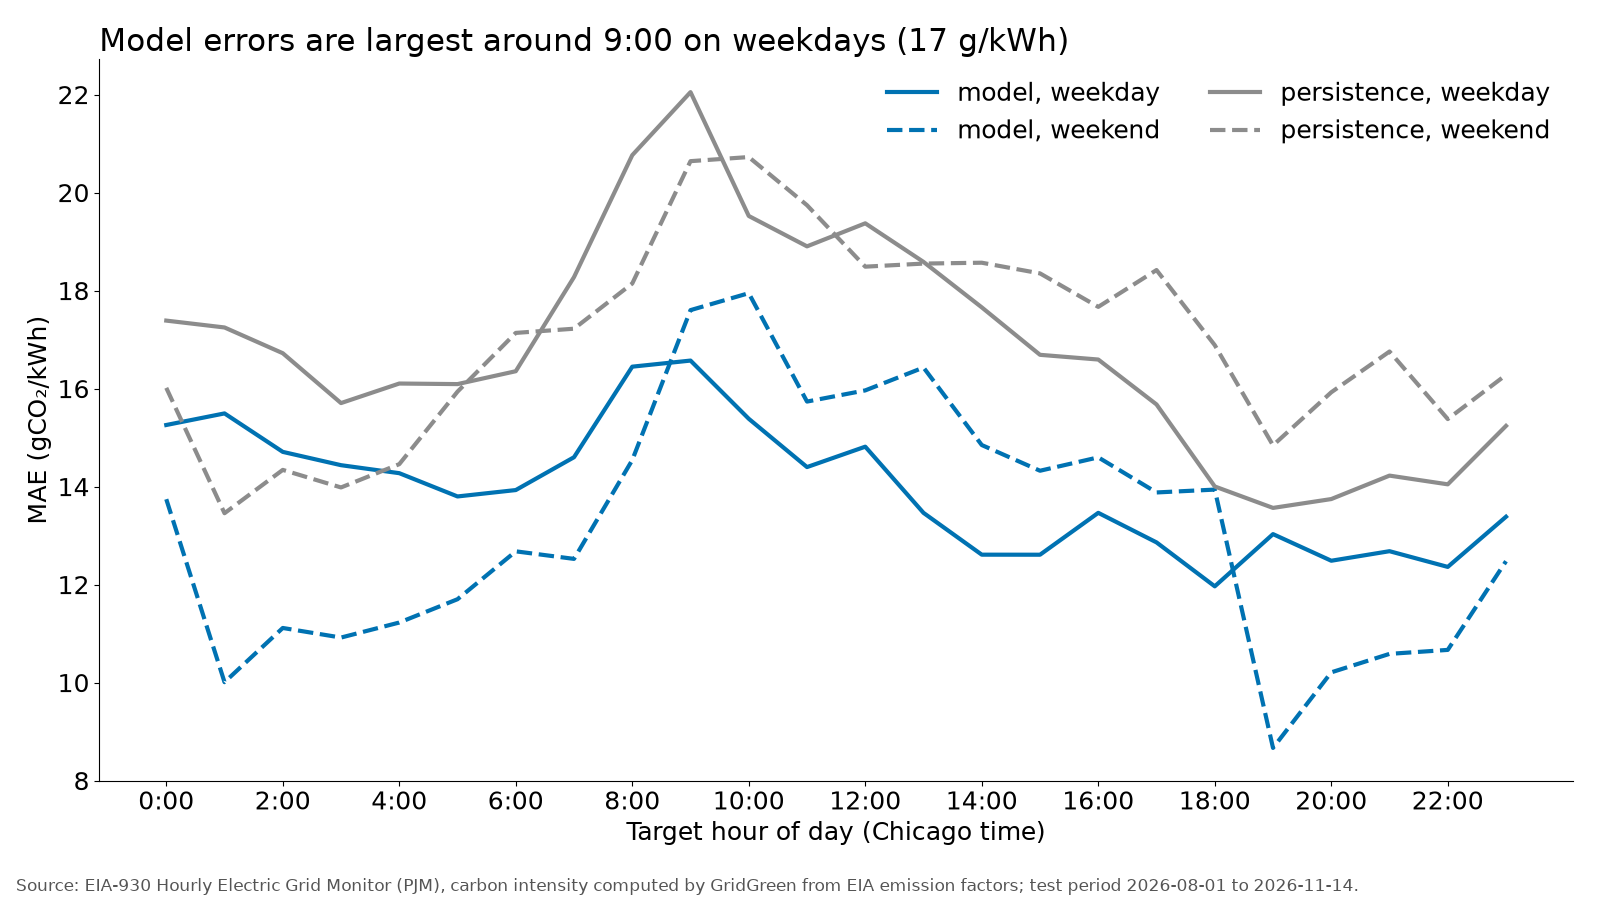 Model errors are largest around 9:00 on weekdays (17 g/kWh)
model, weekday
model, weekend
persistence, weekday
persistence, weekend
MAE (gCO₂/kWh)
22
20
18
16
14
12
10
8
0:00 2:00 4:00 6:00 8:00 10:00 12:00 14:00 16:00 18:00 20:00 22:00
Target hour of day (Chicago time)
Source: EIA-930 Hourly Electric Grid Monitor (PJM), carbon intensity computed by GridGreen from EIA emission factors; test period 2026-08-01 to 2026-11-14.